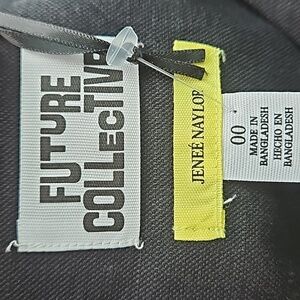 FUTURE
COLLECTIVE
JENEÉ NAYLOR
00
MADE IN
BANGLADESH
HECHO EN
BANGLADESH